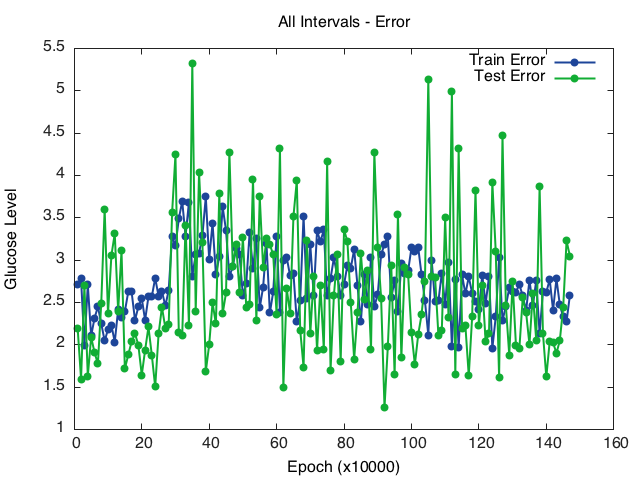 All Intervals - Error
Train Error
Test Error
Glucose Level
5.5
5
4.5
4
3.5
3
2.5
2
1.5
1
0 20 40 60 80 100 120 140 160
Epoch (x10000)